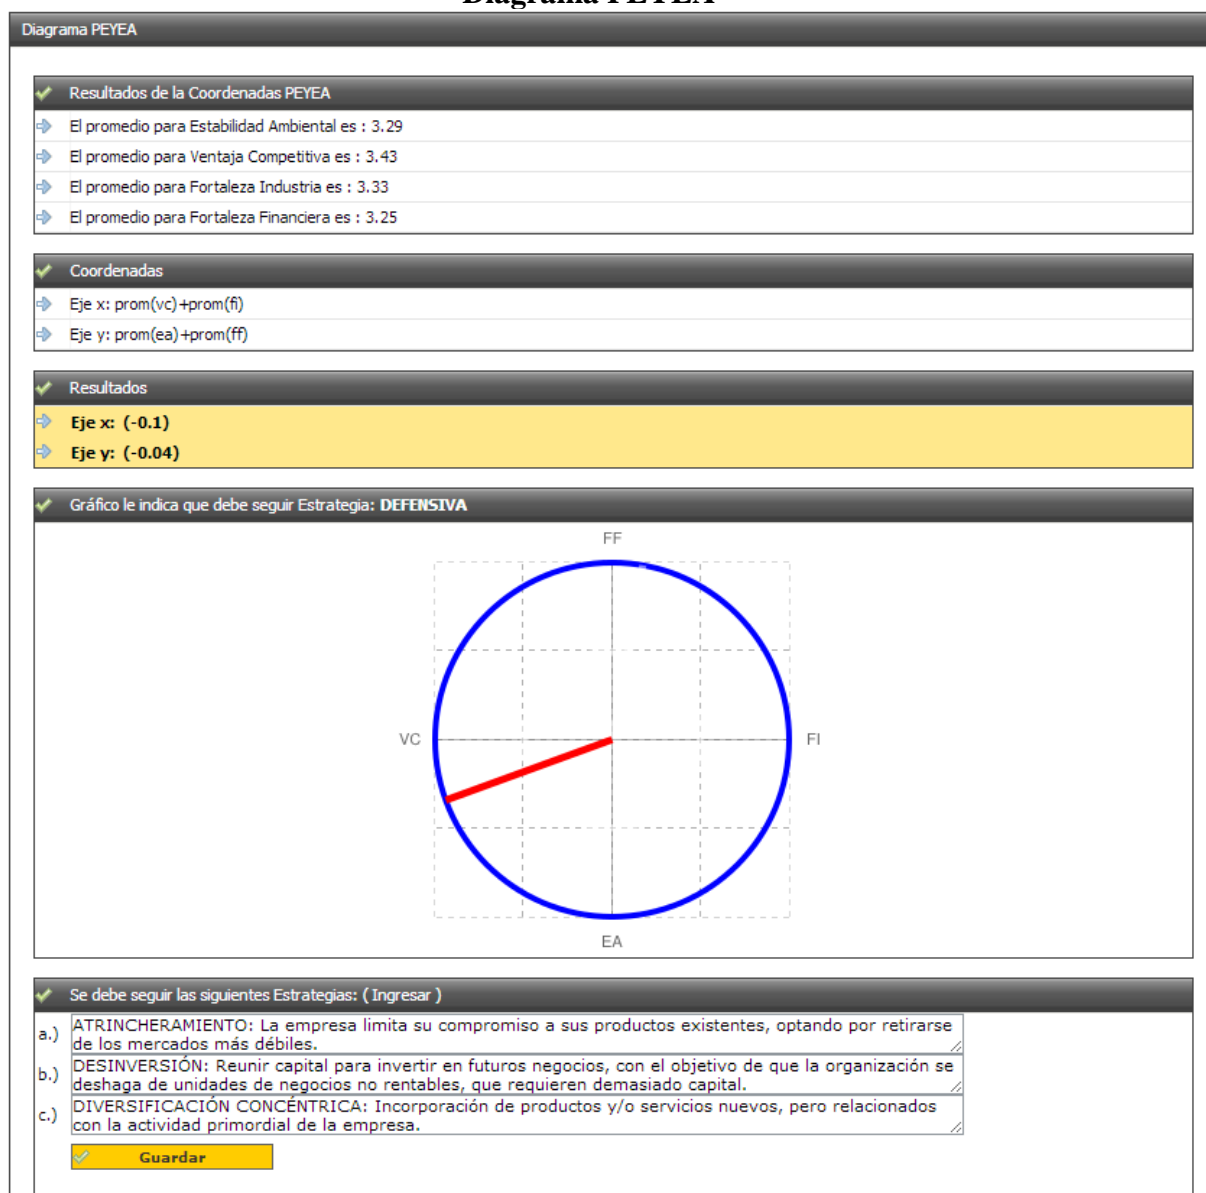 Diagrama PEYEA
Diagrama PEYEA
Resultados de la Coordenadas PEYEA
El promedio para Estabilidad Ambiental es : 3.29
El promedio para Ventaja Competitiva es : 3.43
El promedio para Fortaleza Industria es : 3.33
El promedio para Fortaleza Financiera es : 3.25
Coordenadas
Eje x: prom(vc)+prom(fi)
Eje y: prom(ea)+prom(ff)
Resultados
Eje x: (-0.1)
Eje y: (-0.04)
Gráfico le indica que debe seguir Estrategia: DEFENSIVA
FF
VC
FI
EA
Se debe seguir las siguientes Estrategias: ( Ingresar )
a.) ATRINCHERAMIENTO: La empresa limita su compromiso a sus productos existentes, optando por retirarse
de los mercados más débiles.
b.) DESINVERSIÓN: Reunir capital para invertir en futuros negocios, con el objetivo de que la organización se
deshaga de unidades de negocios no rentables, que requieren demasiado capital.
c.) DIVERSIFICACIÓN CONCÉNTRICA: Incorporación de productos y/o servicios nuevos, pero relacionados
con la actividad primordial de la empresa.
Guardar